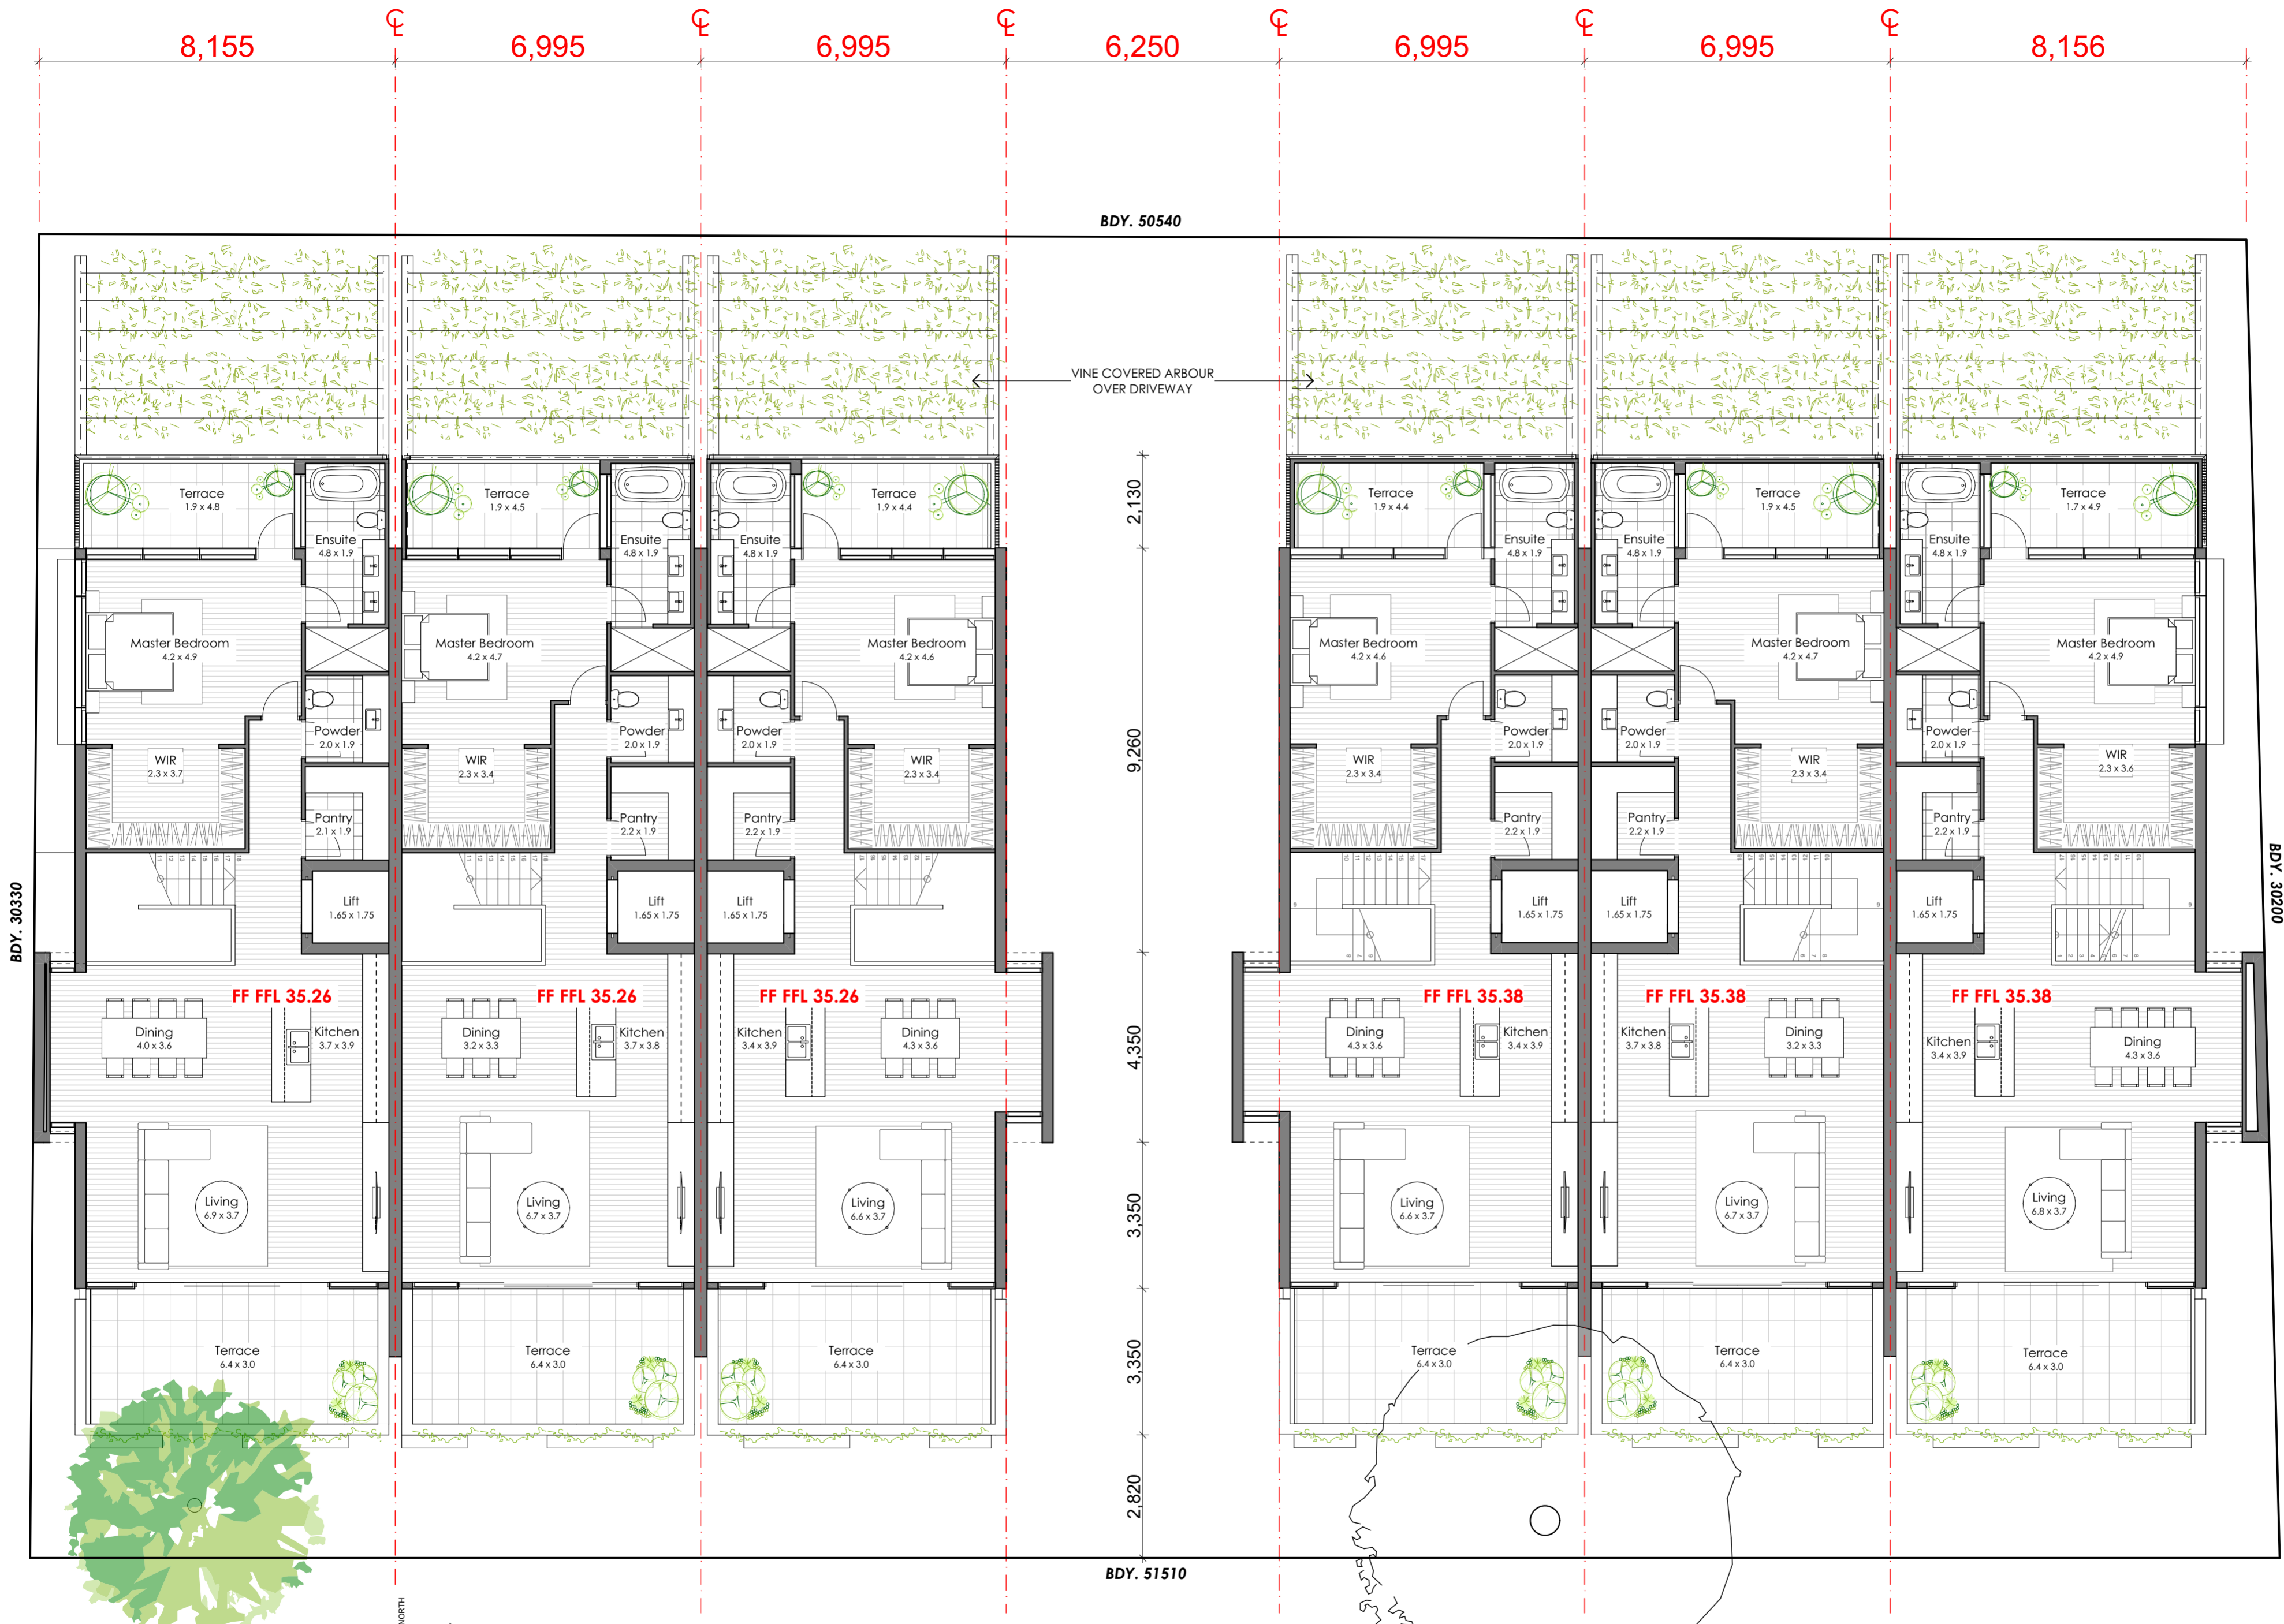 8,155 6,995 6,995 6,250 6,995 6,995 8,156
BDY. 50540
VINE COVERED ARBOUR
OVER DRIVEWAY
2,130
9,260
4,350
3,350
3,350
2,820
BDY. 30330
BDY. 30200
Terrace
1.9 x 4.8
Ensuite
4.8 x 1.9
Master Bedroom
4.2 x 4.9
Powder
2.0 x 1.9
WIR
2.3 x 3.7
Pantry
2.1 x 1.9
Lift
1.65 x 1.75
FF FFL 35.26
Dining
4.0 x 3.6
Kitchen
3.7 x 3.9
Living
6.9 x 3.7
Terrace
6.4 x 3.0
Terrace
1.9 x 4.5
Ensuite
4.8 x 1.9
Master Bedroom
4.2 x 4.7
Powder
2.0 x 1.9
WIR
2.3 x 3.4
Pantry
2.2 x 1.9
Lift
1.65 x 1.75
FF FFL 35.26
Dining
3.2 x 3.3
Kitchen
3.7 x 3.8
Living
6.7 x 3.7
Terrace
6.4 x 3.0
Terrace
1.9 x 4.4
Ensuite
4.8 x 1.9
Master Bedroom
4.2 x 4.6
Powder
2.0 x 1.9
WIR
2.3 x 3.4
Pantry
2.2 x 1.9
Lift
1.65 x 1.75
FF FFL 35.26
Kitchen
3.4 x 3.9
Dining
4.3 x 3.6
Living
6.6 x 3.7
Terrace
6.4 x 3.0
Terrace
1.9 x 4.4
Ensuite
4.8 x 1.9
Master Bedroom
4.2 x 4.6
Powder
2.0 x 1.9
WIR
2.3 x 3.4
Pantry
2.2 x 1.9
Lift
1.65 x 1.75
FF FFL 35.38
Dining
4.3 x 3.6
Kitchen
3.4 x 3.9
Living
6.6 x 3.7
Terrace
6.4 x 3.0
Terrace
1.9 x 4.5
Ensuite
4.8 x 1.9
Master Bedroom
4.2 x 4.7
Powder
2.0 x 1.9
WIR
2.3 x 3.4
Pantry
2.2 x 1.9
Lift
1.65 x 1.75
FF FFL 35.38
Kitchen
3.7 x 3.8
Dining
3.2 x 3.3
Living
6.7 x 3.7
Terrace
6.4 x 3.0
Terrace
1.7 x 4.9
Ensuite
4.8 x 1.9
Master Bedroom
4.2 x 4.9
Powder
2.0 x 1.9
WIR
2.3 x 3.6
Pantry
2.2 x 1.9
Lift
1.65 x 1.75
FF FFL 35.38
Kitchen
3.4 x 3.9
Dining
4.3 x 3.6
Living
6.8 x 3.7
Terrace
6.4 x 3.0
BDY. 51510
NORTH